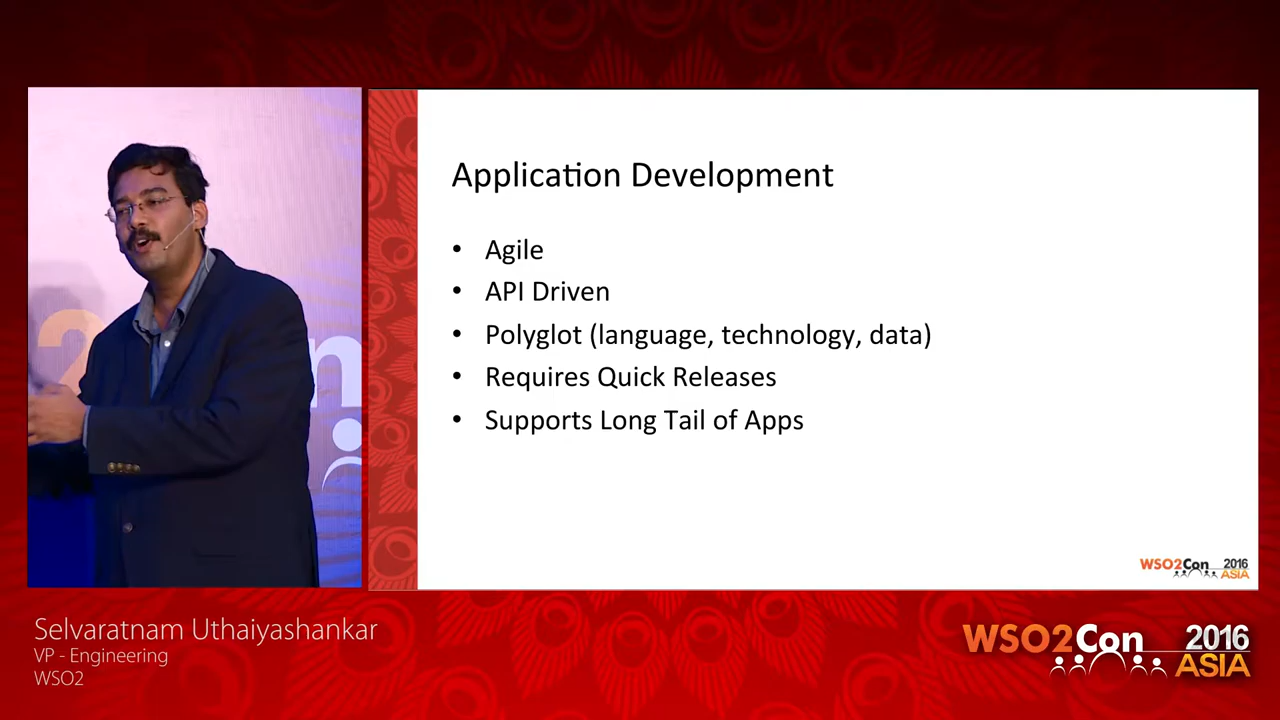 Application Development
• Agile
• API Driven
• Polyglot (language, technology, data)
• Requires Quick Releases
• Supports Long Tail of Apps
WSO2Con 2016
ASIA
Selvaratnam Uthaiyashankar
VP - Engineering
WSO2
WSO2Con 2016
ASIA